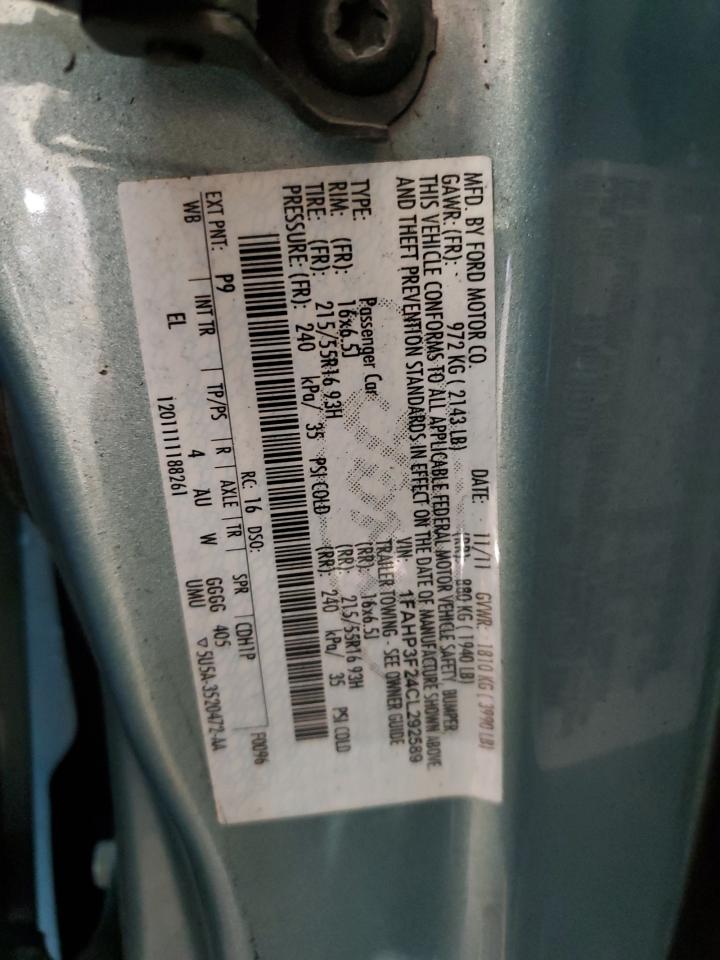 MFD. BY FORD MOTOR CO. DATE: 11/11 GVWR: 1810 KG ( 3990 LB)
GAWR: (FR): 972 KG ( 2143 LB) (RR): 880 KG ( 1940 LB)
THIS VEHICLE CONFORMS TO ALL APPLICABLE FEDERAL MOTOR VEHICLE SAFETY, BUMPER,
AND THEFT PREVENTION STANDARDS IN EFFECT ON THE DATE OF MANUFACTURE SHOWN ABOVE.
VIN: 1FAHP3F24CL292589
TYPE: Passenger Car TRAILER TOWING - SEE OWNER GUIDE
RIM: (FR): 16x6.5J (RR): 16x6.5J
TIRE: (FR): 215/55R16 93H (RR): 215/55R16 93H
PRESSURE: (FR): 240 kPa/ 35 PSI COLD (RR): 240 kPa/ 35 PSI COLD
F0096
RC: 16 DSO:
EXT PNT: P9 INT TR TP/PS R AXLE TR SPR CDH1P
WB EL 4 AU W GGGG 405
UMU
1201111188261 ▽ 5U5A-3520472-AA